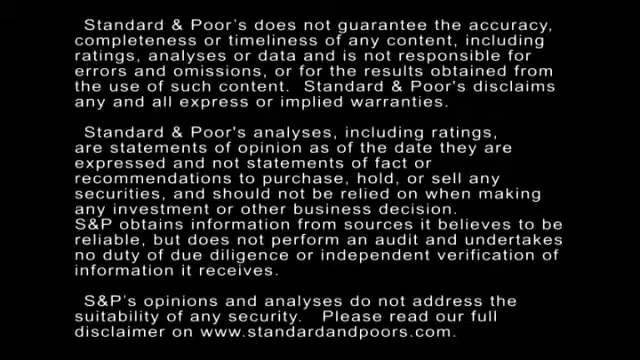 Standard & Poor's does not guarantee the accuracy,
completeness or timeliness of any content, including
ratings, analyses or data and is not responsible for
errors and omissions, or for the results obtained from
the use of such content. Standard & Poor's disclaims
any and all express or implied warranties.
Standard & Poor's analyses, including ratings,
are statements of opinion as of the date they are
expressed and not statements of fact or
recommendations to purchase, hold, or sell any
securities, and should not be relied on when making
any investment or other business decision.
S&P obtains information from sources it believes to be
reliable, but does not perform an audit and undertakes
no duty of due diligence or independent verification of
information it receives.
S&P's opinions and analyses do not address the
suitability of any security. Please read our full
disclaimer on www.standardandpoors.com.